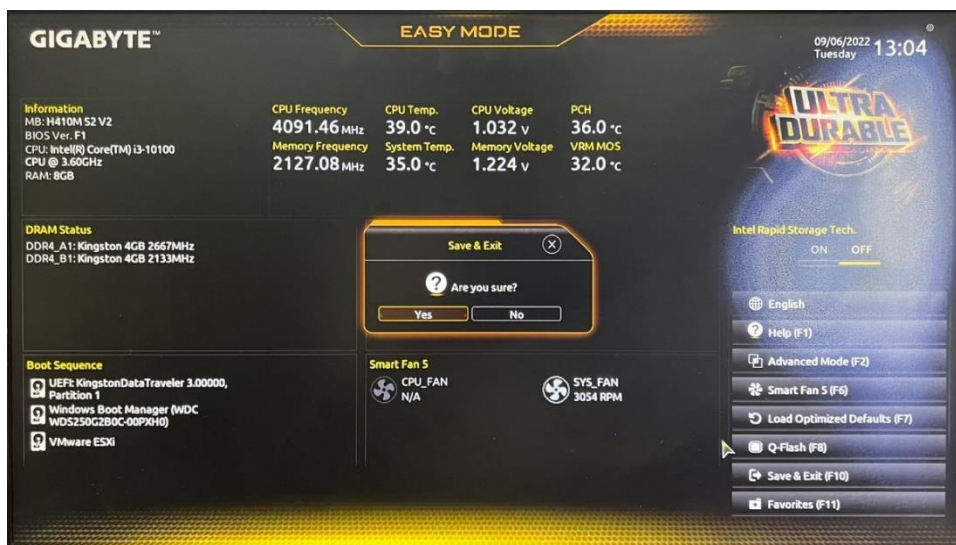 GIGABYTE™
EASY MODE
09/06/2022 13:04
Tuesday
ULTRA
DURABLE
Information
MB: H410M S2 V2
BIOS Ver. F1
CPU: Intel(R) Core(TM) i3-10100
CPU @ 3.60GHz
RAM: 8GB
CPU Frequency
4091.46 MHz
CPU Temp.
39.0 °C
CPU Voltage
1.032 V
PCH
36.0 °C
Memory Frequency
2127.08 MHz
System Temp.
35.0 °C
Memory Voltage
1.224 V
VRM MOS
32.0 °C
DRAM Status
DDR4_A1: Kingston 4GB 2667MHz
DDR4_B1: Kingston 4GB 2133MHz
Save & Exit
Are you sure?
Yes No
Intel Rapid Storage Tech.
ON OFF
Boot Sequence
UEFI: KingstonDataTraveler 3.00000,
Partition 1
Windows Boot Manager (WDC
WDS250G2B0C-00PXH0)
VMware ESXi
Smart Fan 5
CPU_FAN
N/A
SYS_FAN
3054 RPM
English
Help (F1)
Advanced Mode (F2)
Smart Fan 5 (F6)
Load Optimized Defaults (F7)
Q-Flash (F8)
Save & Exit (F10)
Favorites (F11)